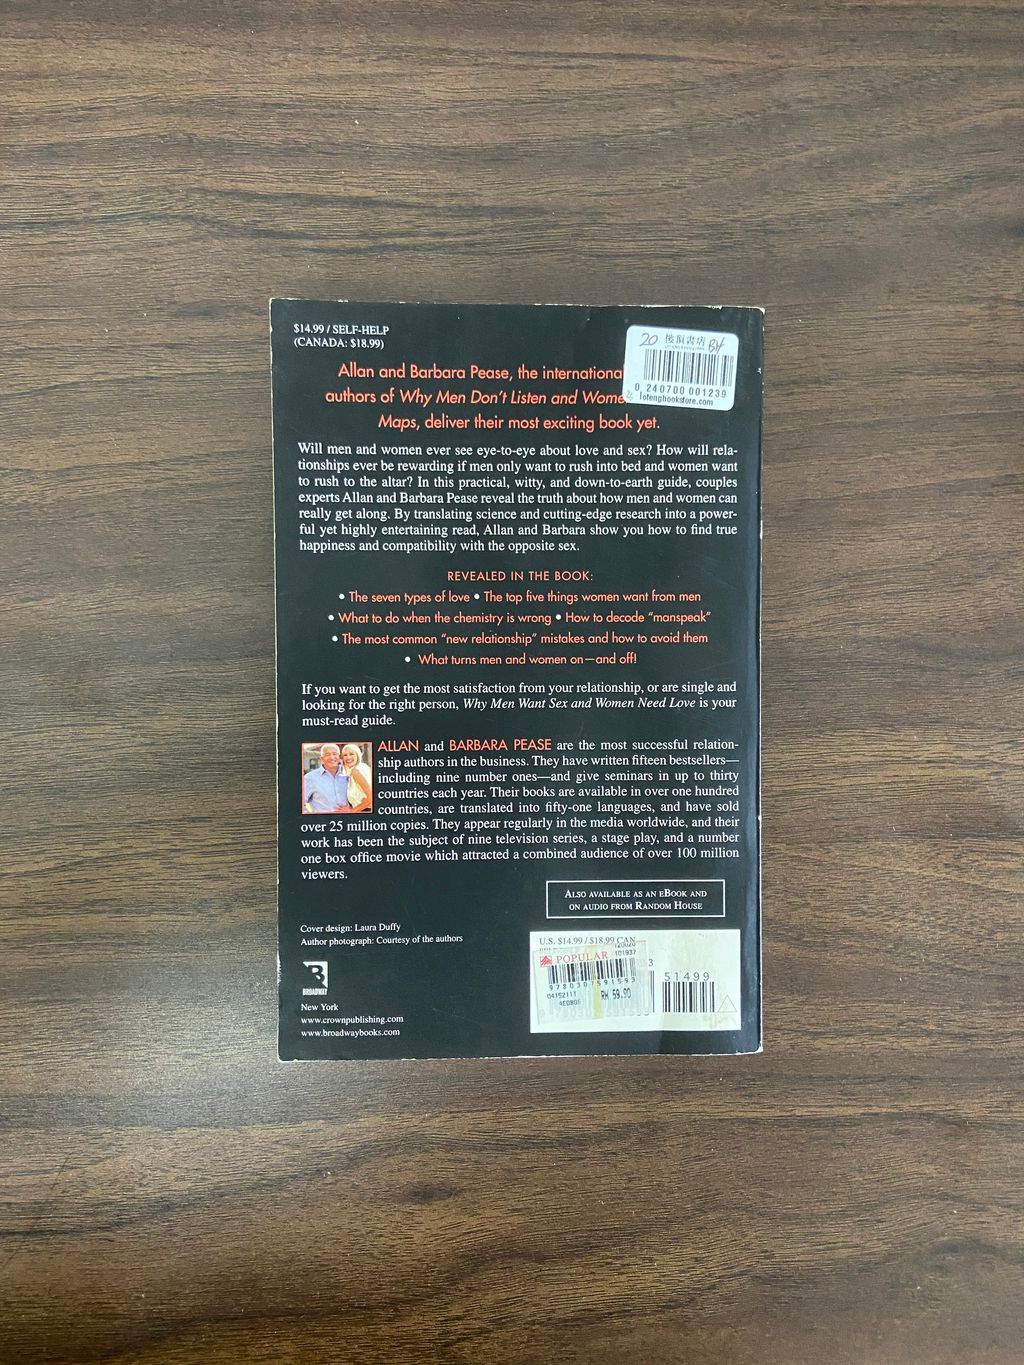 $14.99 / SELF-HELP
(CANADA: $18.99)
20 樓頂書店 BH
0 240700 001239
lotengbookstore.com
Allan and Barbara Pease, the internationa
authors of Why Men Don't Listen and Wome
Maps, deliver their most exciting book yet.
Will men and women ever see eye-to-eye about love and sex? How will rela-
tionships ever be rewarding if men only want to rush into bed and women want
to rush to the altar? In this practical, witty, and down-to-earth guide, couples
experts Allan and Barbara Pease reveal the truth about how men and women can
really get along. By translating science and cutting-edge research into a power-
ful yet highly entertaining read, Allan and Barbara show you how to find true
happiness and compatibility with the opposite sex.
REVEALED IN THE BOOK:
• The seven types of love • The top five things women want from men
• What to do when the chemistry is wrong • How to decode "manspeak"
• The most common "new relationship" mistakes and how to avoid them
• What turns men and women on—and off!
If you want to get the most satisfaction from your relationship, or are single and
looking for the right person, Why Men Want Sex and Women Need Love is your
must-read guide.
ALLAN and BARBARA PEASE are the most successful relation-
ship authors in the business. They have written fifteen bestsellers—
including nine number ones—and give seminars in up to thirty
countries each year. Their books are available in over one hundred
countries, are translated into fifty-one languages, and have sold
over 25 million copies. They appear regularly in the media worldwide, and their
work has been the subject of nine television series, a stage play, and a number
one box office movie which attracted a combined audience of over 100 million
viewers.
ALSO AVAILABLE AS AN EBOOK AND
ON AUDIO FROM RANDOM HOUSE
Cover design: Laura Duffy
Author photograph: Courtesy of the authors
B
BROADWAY
New York
www.crownpublishing.com
www.broadwaybooks.com
U.S. $14.99 / $18.99 CAN
120020
POPULAR 101937
3
9780307591593
51499
04152111 RM 59.90